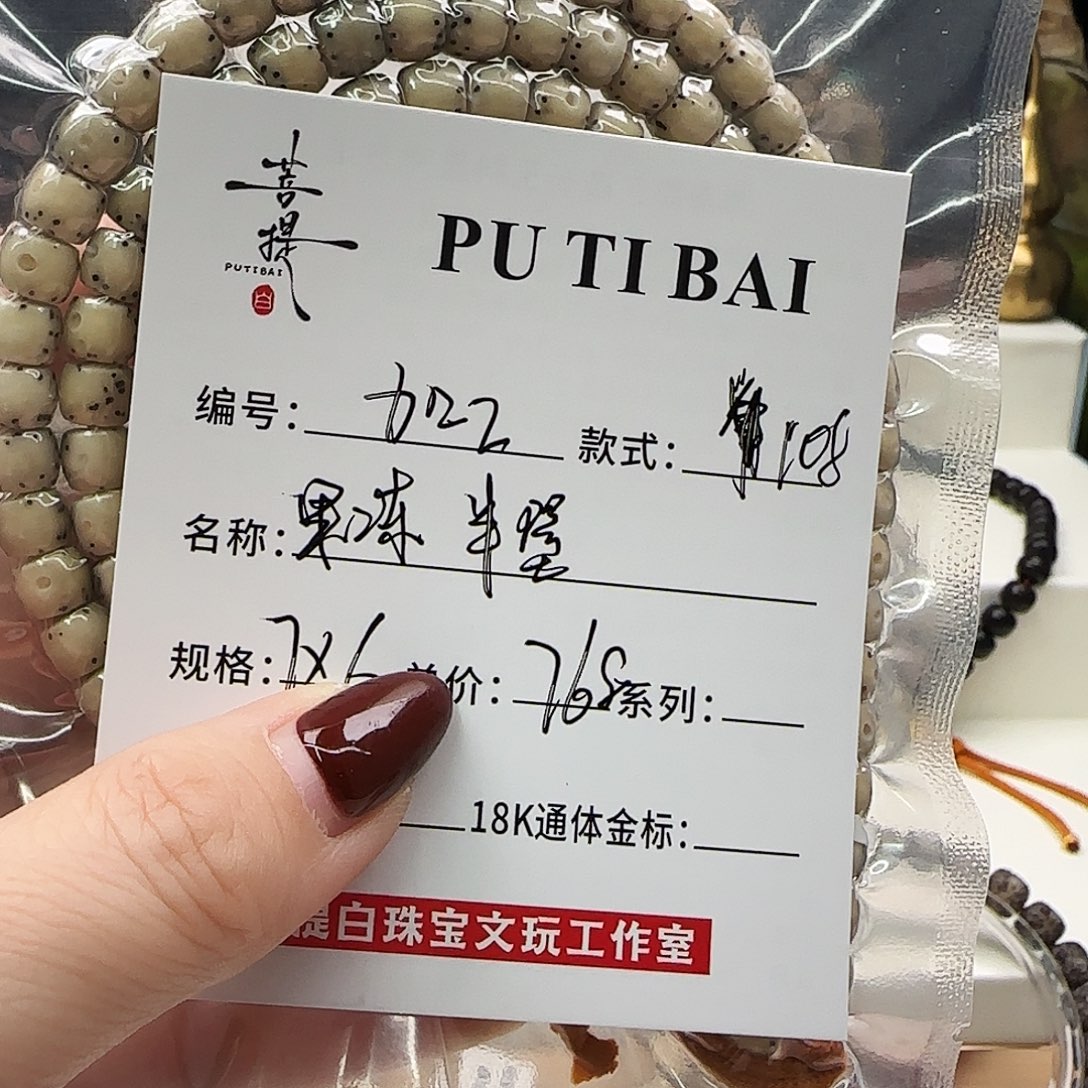 菩提
PUTIBAI
白
PU TI BAI
编号: 款式: 108
名称: 果冻 半莹
规格: 7X6 单价: 768 系列:
18K通体金标:
提白珠宝文玩工作室